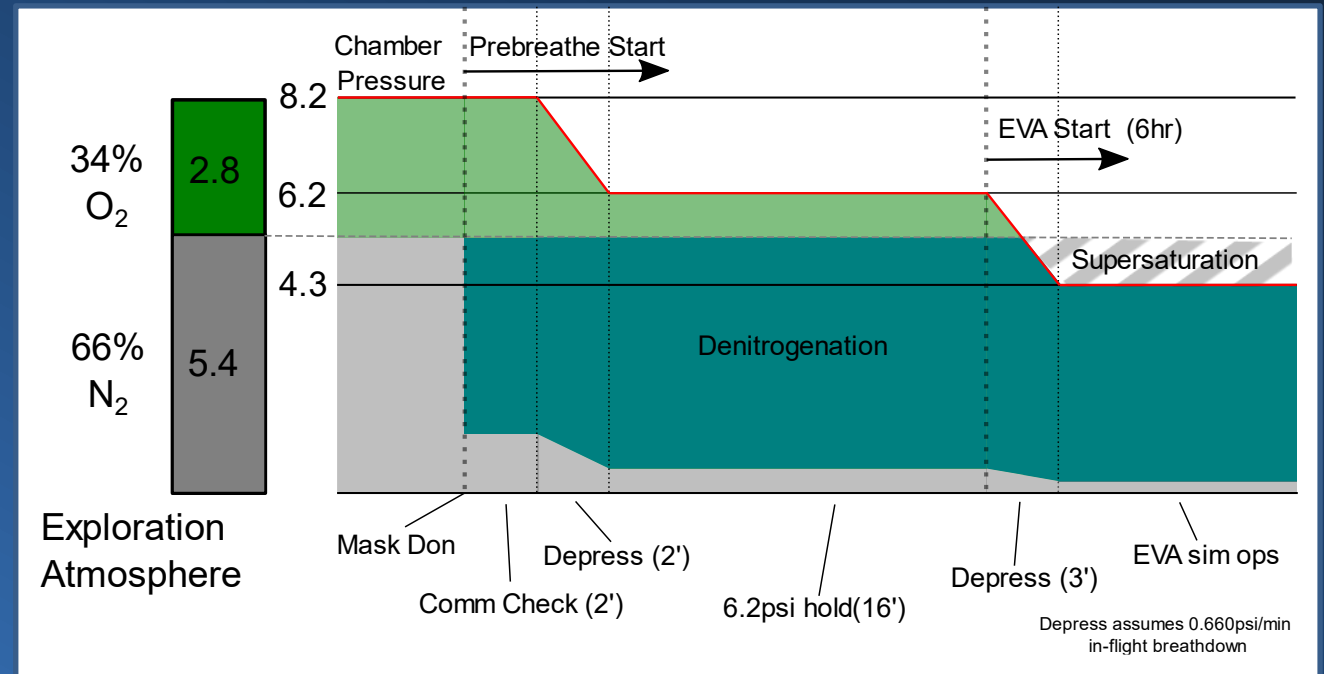 Chamber
Pressure
Prebreathe Start
8.2
EVA Start (6hr)
34%
O₂
2.8
6.2
Supersaturation
4.3
66%
N₂
5.4
Denitrogenation
Exploration
Atmosphere
Mask Don
Comm Check (2')
Depress (2')
6.2psi hold(16')
Depress (3')
EVA sim ops
Depress assumes 0.660psi/min
in-flight breathdown